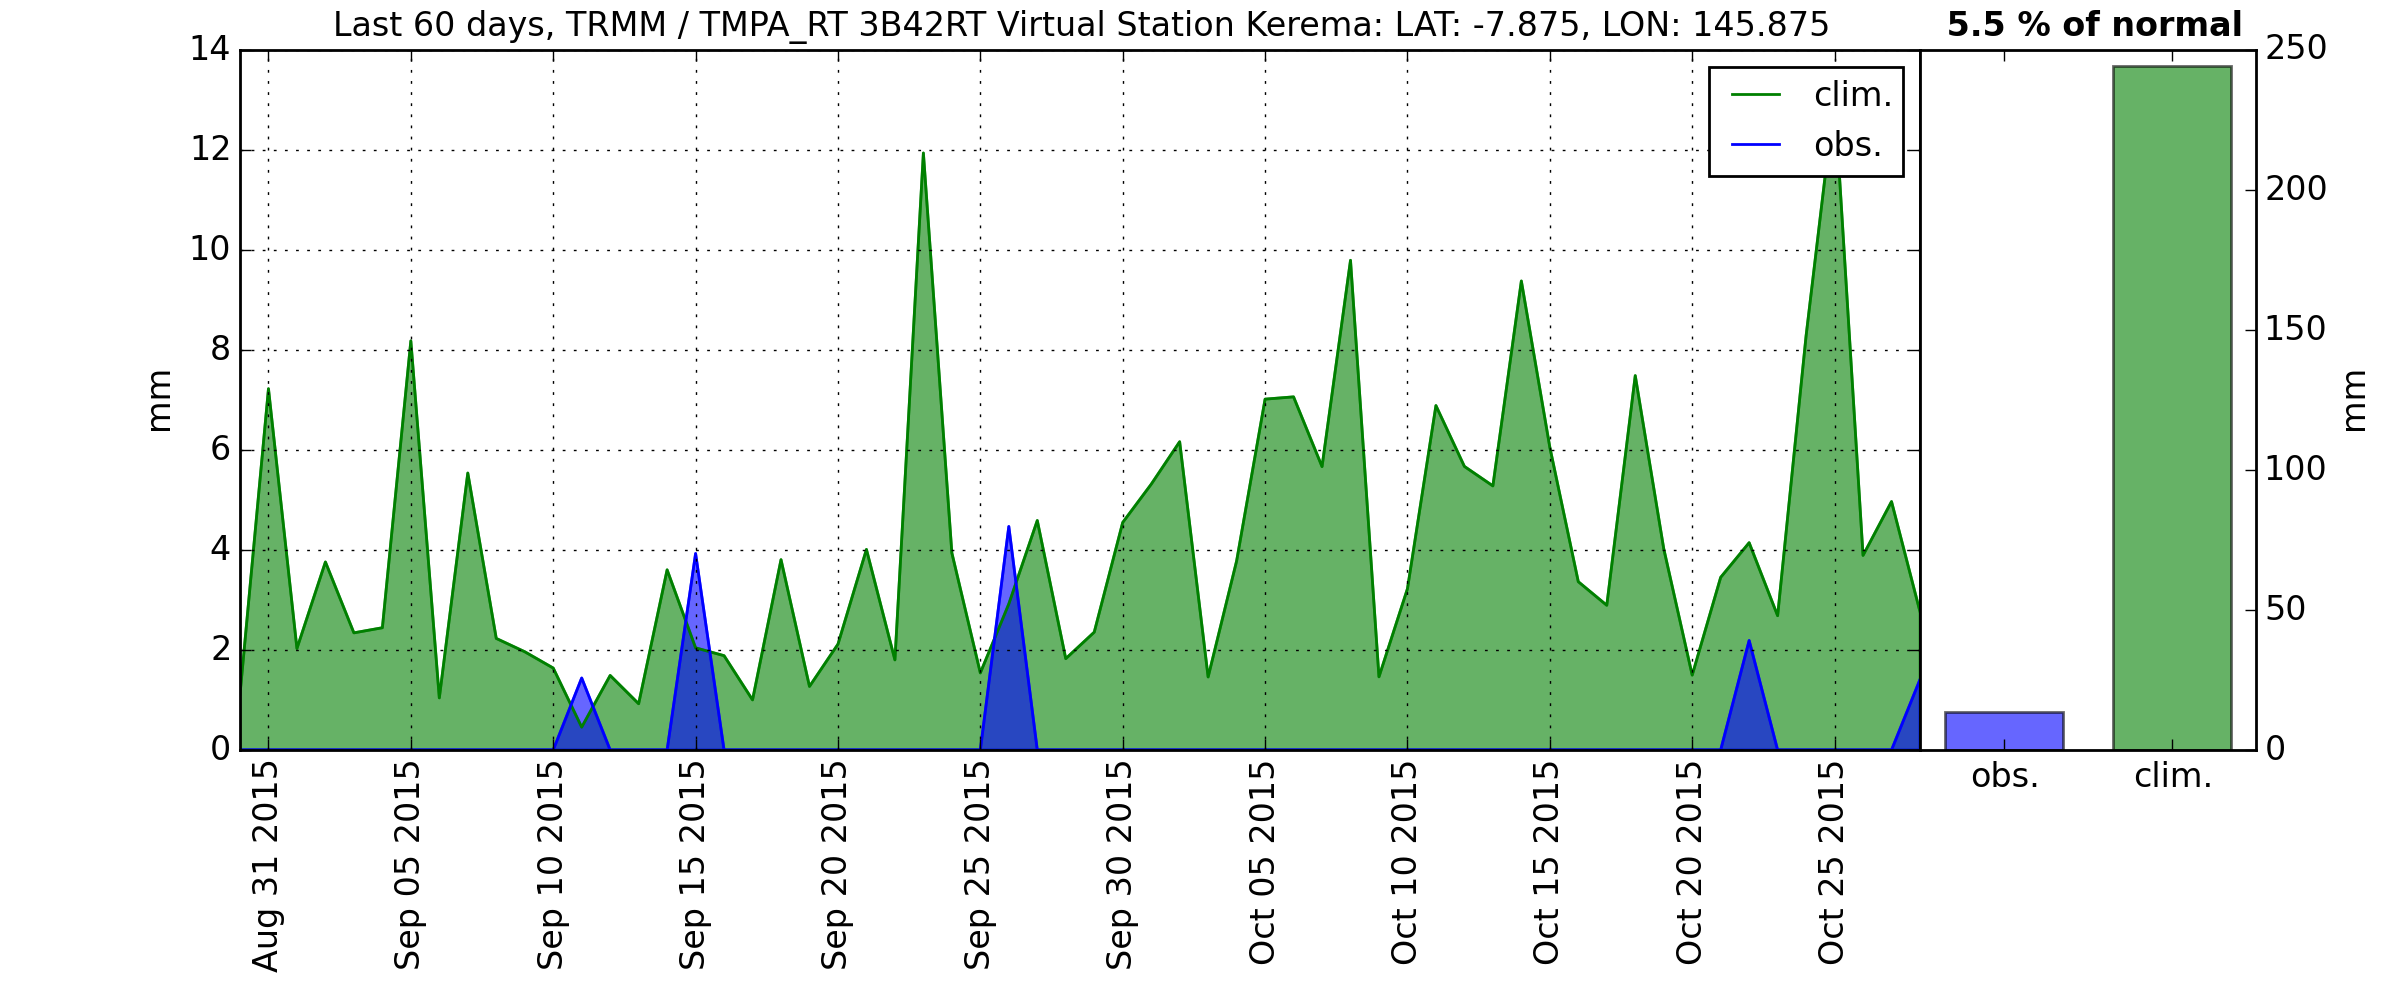 Last 60 days, TRMM / TMPA_RT 3B42RT Virtual Station Kerema: LAT: -7.875, LON: 145.875
5.5 % of normal
14
12
10
8
6
4
2
0
mm
clim.
obs.
250
200
150
100
50
0
mm
Aug 31 2015
Sep 05 2015
Sep 10 2015
Sep 15 2015
Sep 20 2015
Sep 25 2015
Sep 30 2015
Oct 05 2015
Oct 10 2015
Oct 15 2015
Oct 20 2015
Oct 25 2015
obs.
clim.